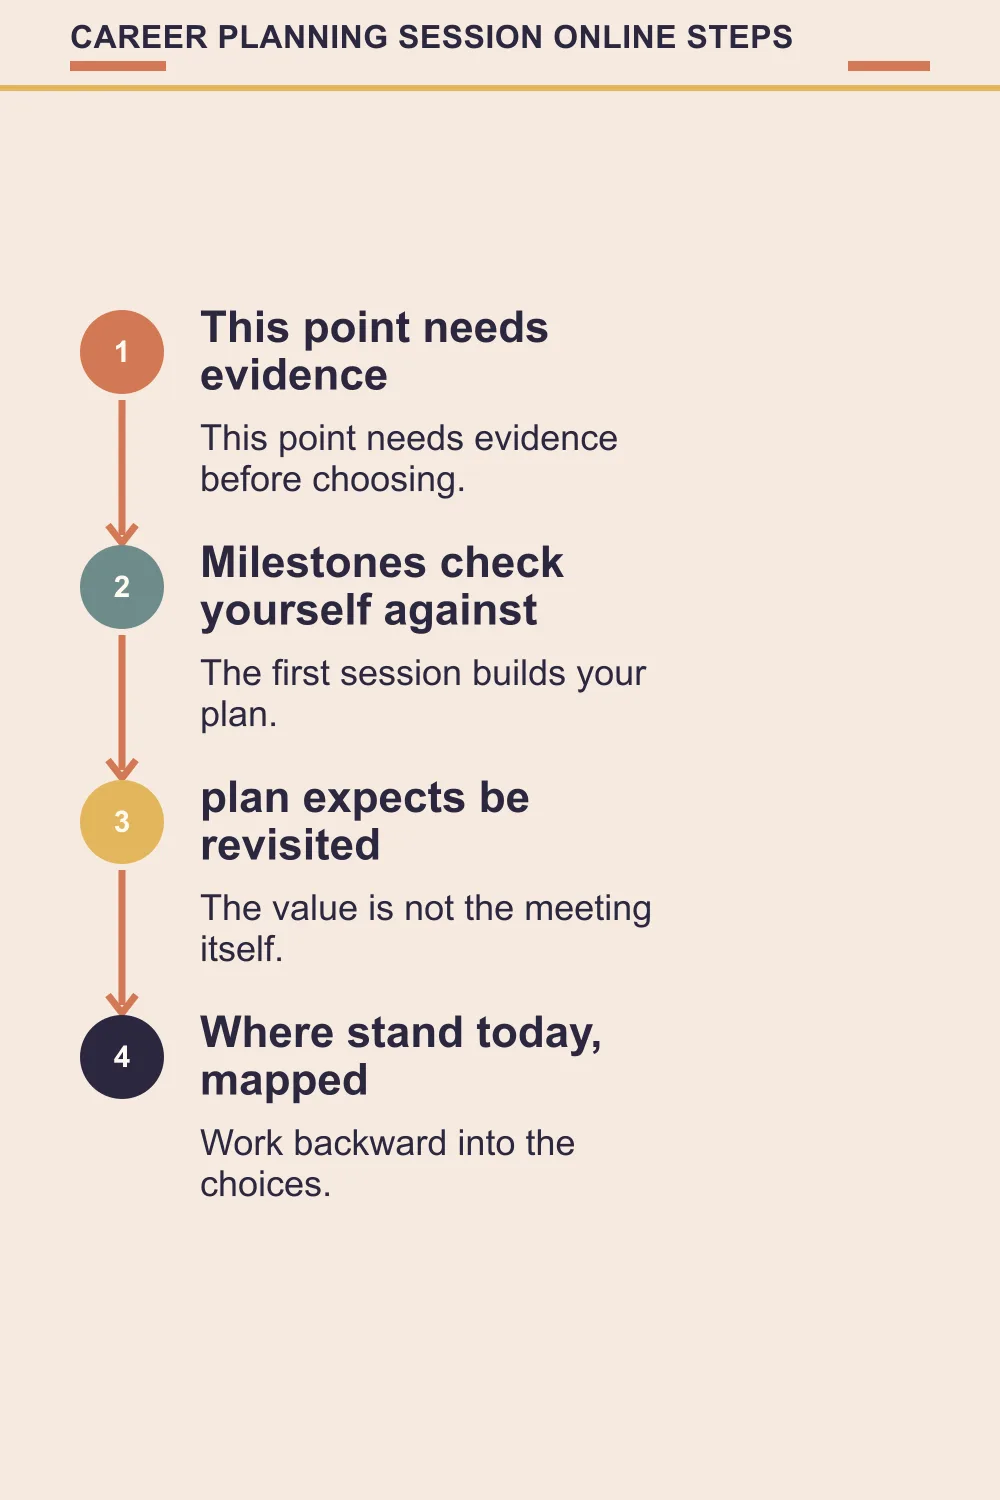 CAREER PLANNING SESSION ONLINE STEPS
1
This point needs
evidence
This point needs evidence
before choosing.
2
Milestones check
yourself against
The first session builds your
plan.
3
plan expects be
revisited
The value is not the meeting
itself.
4
Where stand today,
mapped
Work backward into the
choices.